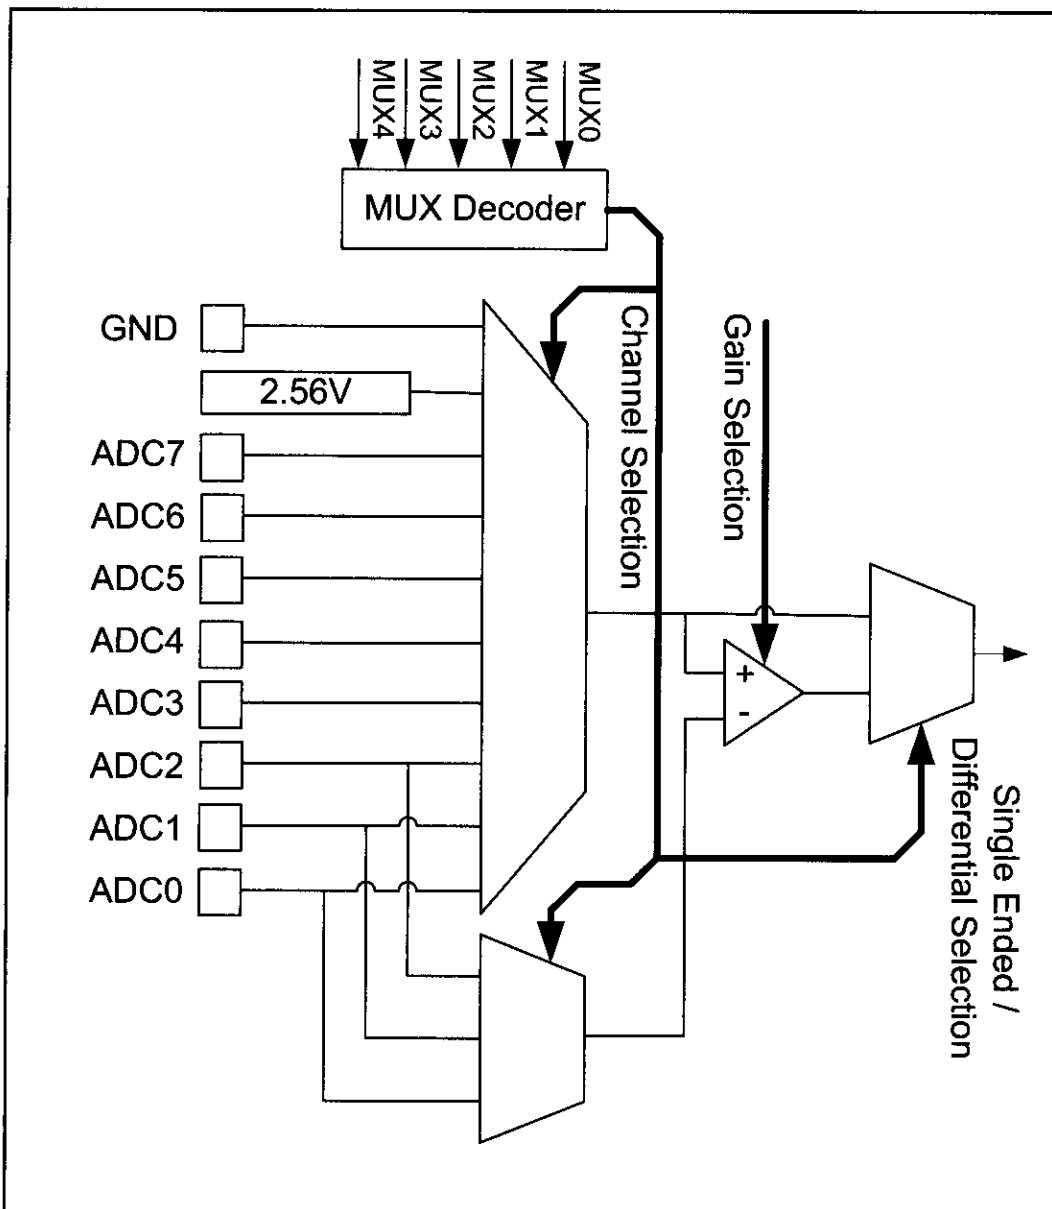 MUX4
MUX3
MUX2
MUX1
MUX0
MUX Decoder
GND
2.56V
ADC7
ADC6
ADC5
ADC4
ADC3
ADC2
ADC1
ADC0
Channel Selection
Gain Selection
+
-
Single Ended /
Differential Selection